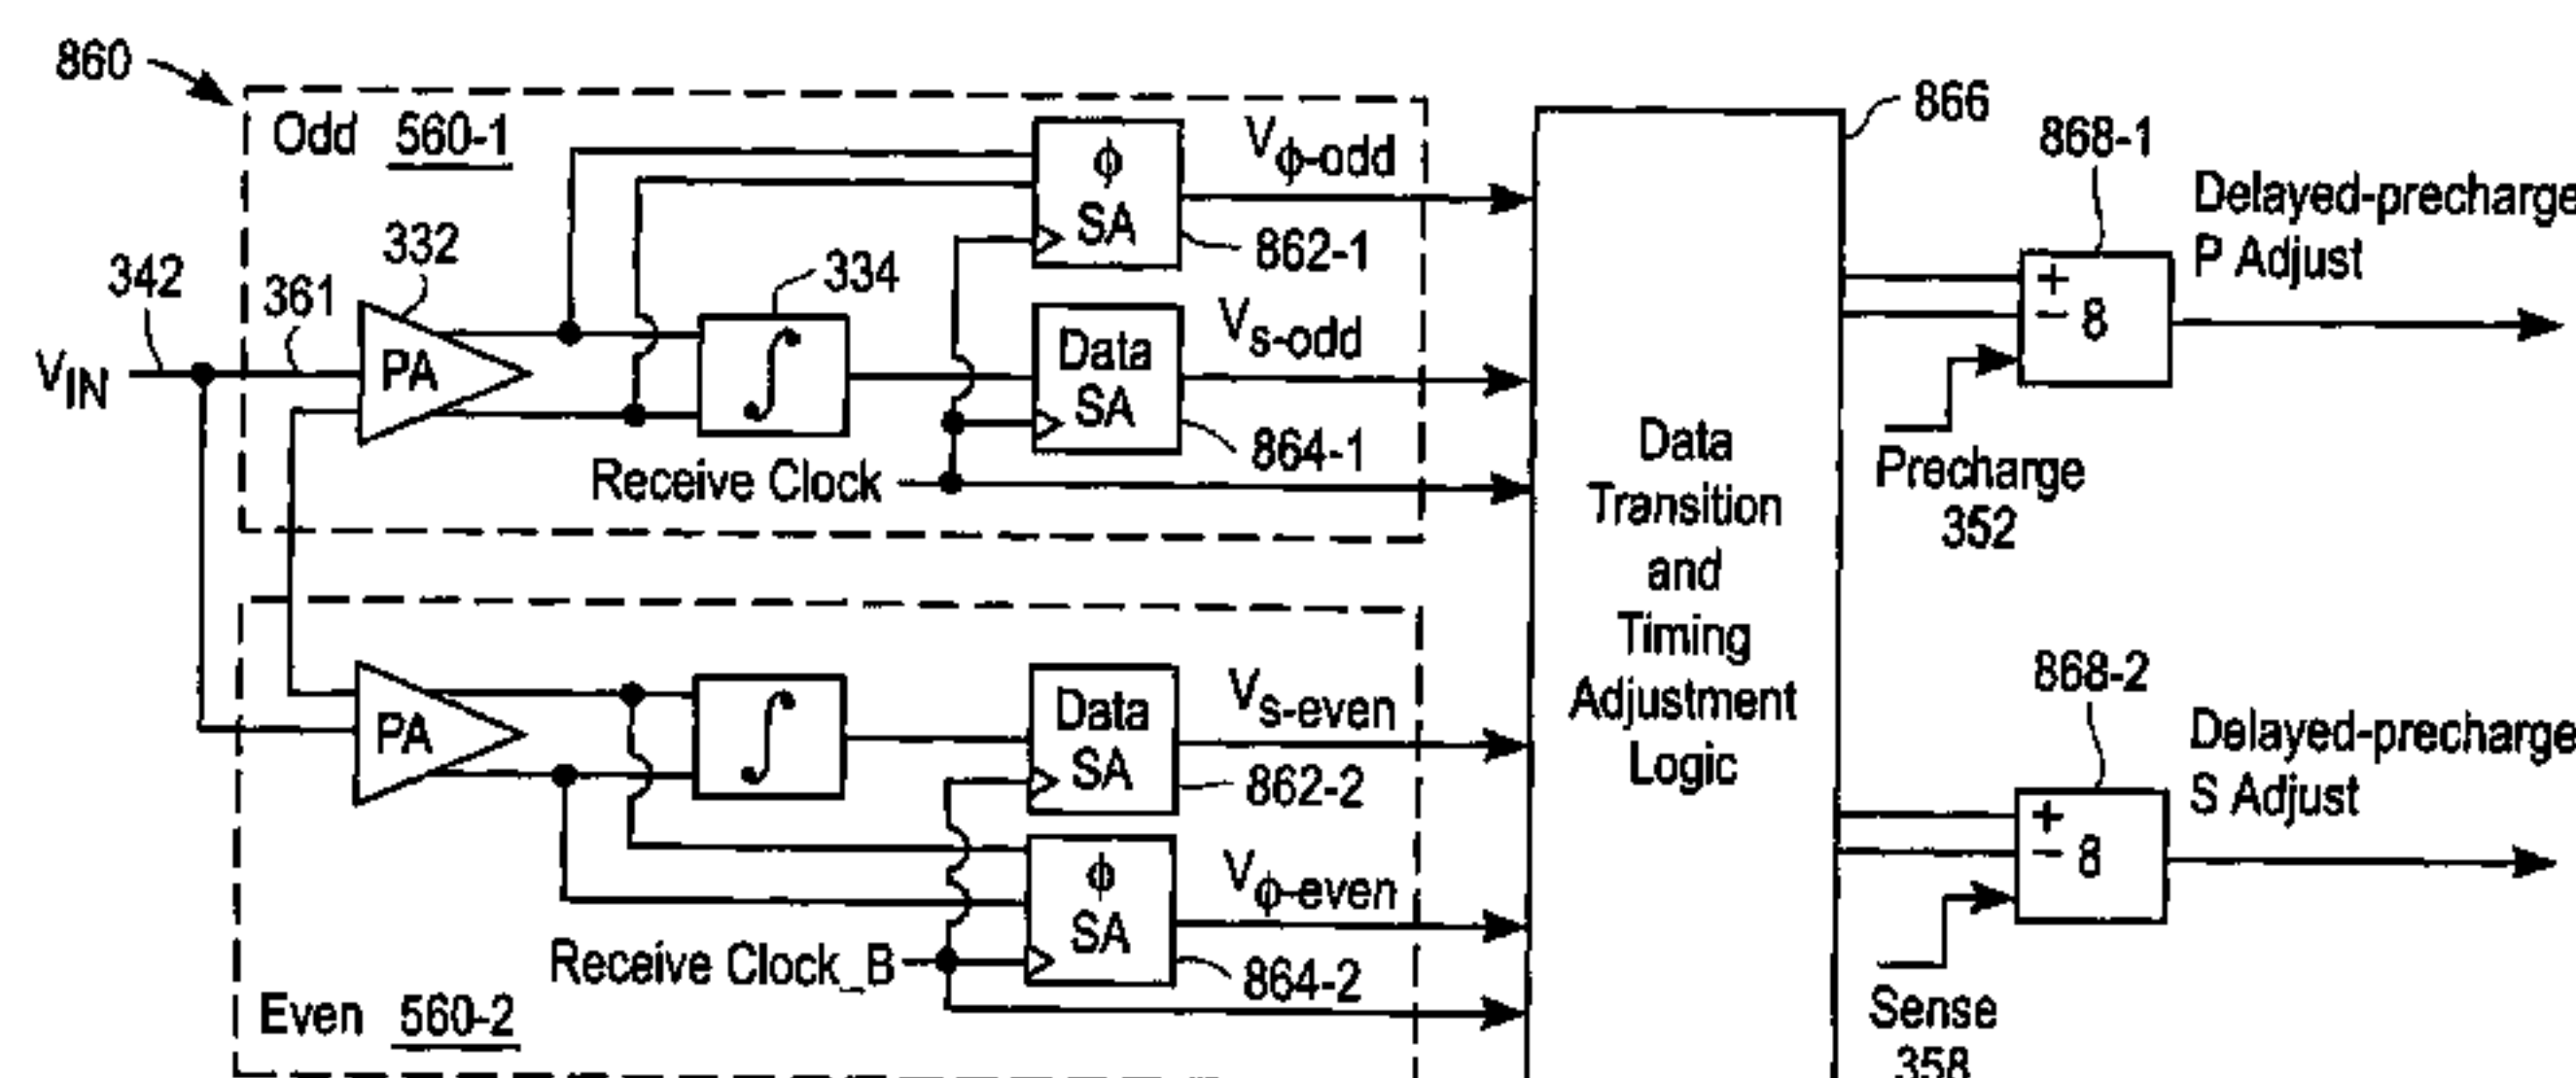 860
Odd 560-1
342
361
332
334
VIN
PA
∫
ϕ
SA
Vϕ-odd
862-1
Data
SA
Vs-odd
864-1
Receive Clock
PA
∫
Data
SA
Vs-even
862-2
ϕ
SA
Vϕ-even
864-2
Receive Clock_B
Even 560-2
866
Data
Transition
and
Timing
Adjustment
Logic
868-1
+
− 8
Delayed-precharge
P Adjust
Precharge
352
868-2
+
− 8
Delayed-precharge
S Adjust
Sense
358